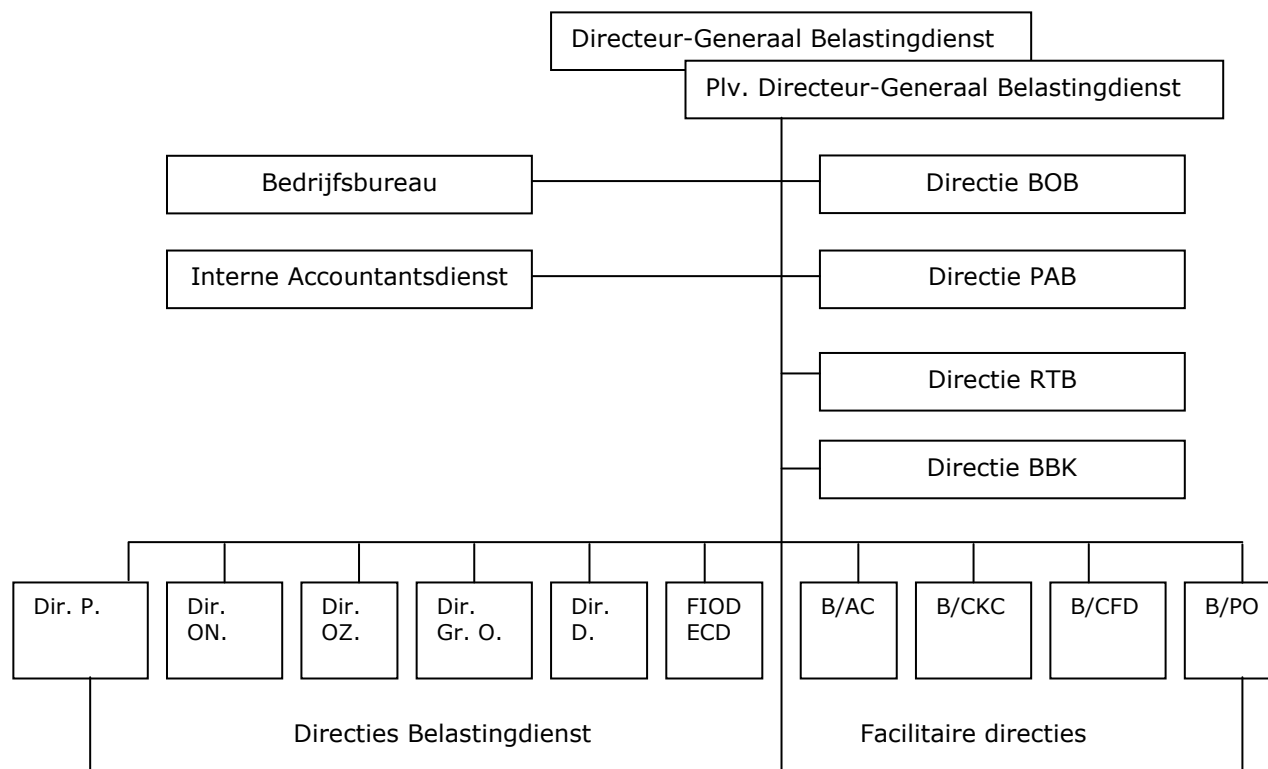 Directeur-Generaal Belastingdienst
Plv. Directeur-Generaal Belastingdienst
Bedrijfsbureau
Directie BOB
Interne Accountantsdienst
Directie PAB
Directie RTB
Directie BBK
Dir. P.
Dir.
ON.
Dir.
OZ.
Dir.
Gr. O.
Dir.
D.
FIOD
ECD
B/AC
B/CKC
B/CFD
B/PO
Directies Belastingdienst
Facilitaire directies